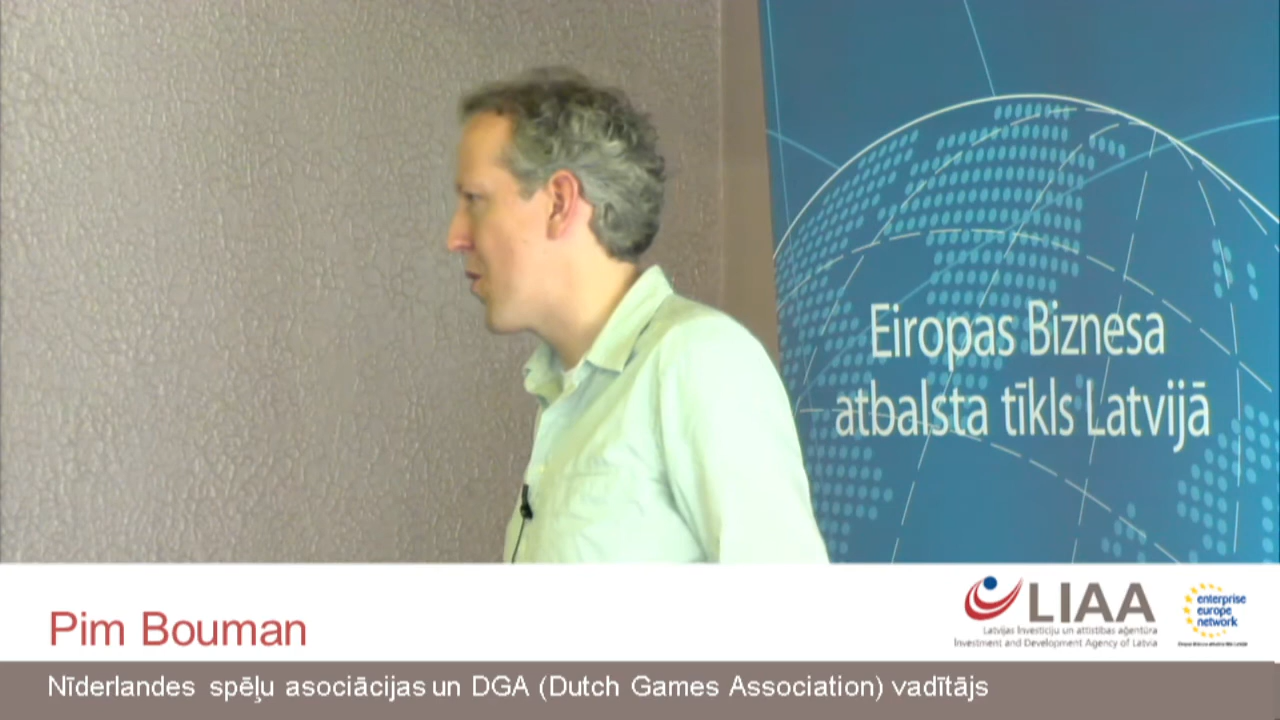 Eiropas Biznesa
atbalsta tīkls Latvijā
Pim Bouman
LIAA
Latvijas Investīciju un attīstības aģentūra
Investment and Development Agency of Latvia
enterprise
europe
network
Nīderlandes spēļu asociācijas un DGA (Dutch Games Association) vadītājs